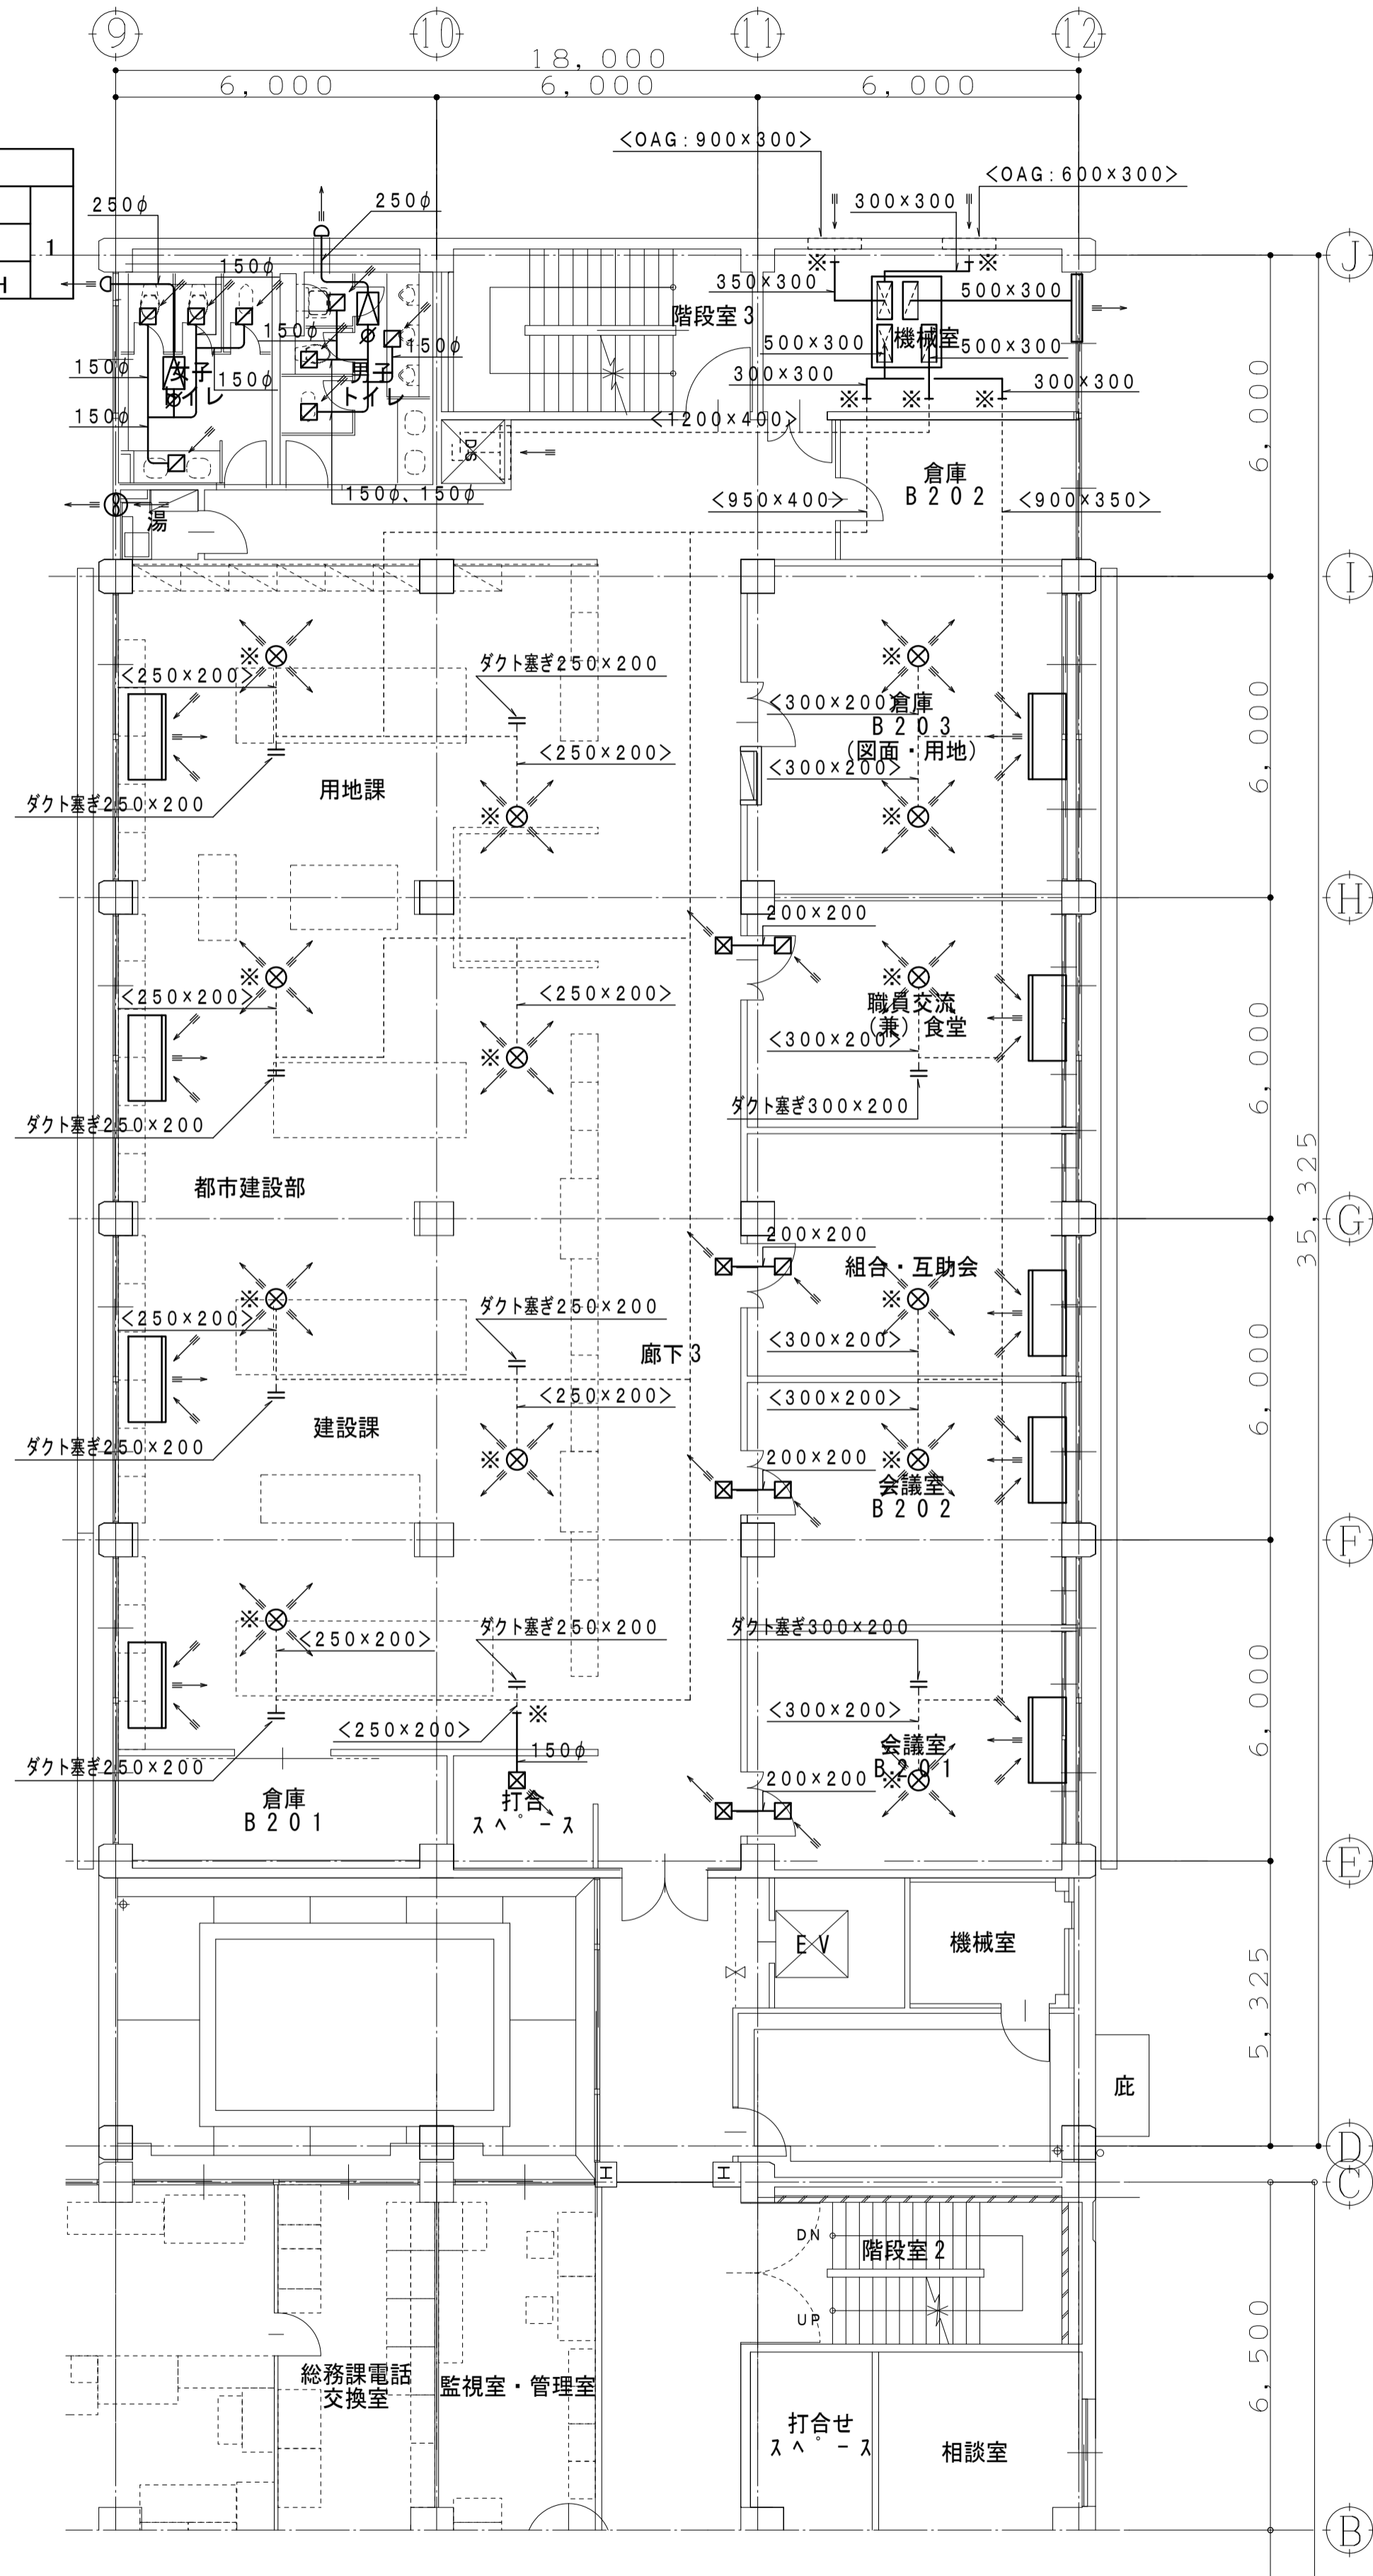 9
10
11
12
18,000
6,000
6,000
6,000
<OAG:900×300>
<OAG:600×300>
300×300
250φ
250φ
1
H
J
150φ
350×300
500×300
階段室3
機械室
150φ
150φ
500×300
500×300
150φ
女子
トイレ
150φ
男子
トイレ
300×300
300×300
※
※
※
※
※
150φ
<1200×400>
DS
6,000
倉庫
B202
150φ、150φ
<950×400>
<900×350>
湯
I
※
<250×200>
ダクト塞ぎ250×200
※
<300×200>
倉庫
B203
(図面・用地)
<250×200>
<300×200>
6,000
用地課
ダクト塞ぎ250×200
※
※
H
200×200
※
<250×200>
<250×200>
※
職員交流
(兼)食堂
<300×200>
6,000
※
ダクト塞ぎ250×200
ダクト塞ぎ300×200
35,325
都市建設部
G
200×200
組合・互助会
※
<250×200>
ダクト塞ぎ250×200
※
<300×200>
廊下3
6,000
<250×200>
<300×200>
建設課
ダクト塞ぎ250×200
※
200×200
※
会議室
B202
F
※
<250×200>
ダクト塞ぎ250×200
ダクト塞ぎ300×200
<250×200>
※
<300×200>
6,000
150φ
会議室
B201
ダクト塞ぎ250×200
200×200
※
倉庫
B201
打合
スペース
E
EV
機械室
5,325
庇
D
C
DN
階段室2
UP
6,500
総務課電話
交換室
監視室・管理室
打合せ
スペース
相談室
B